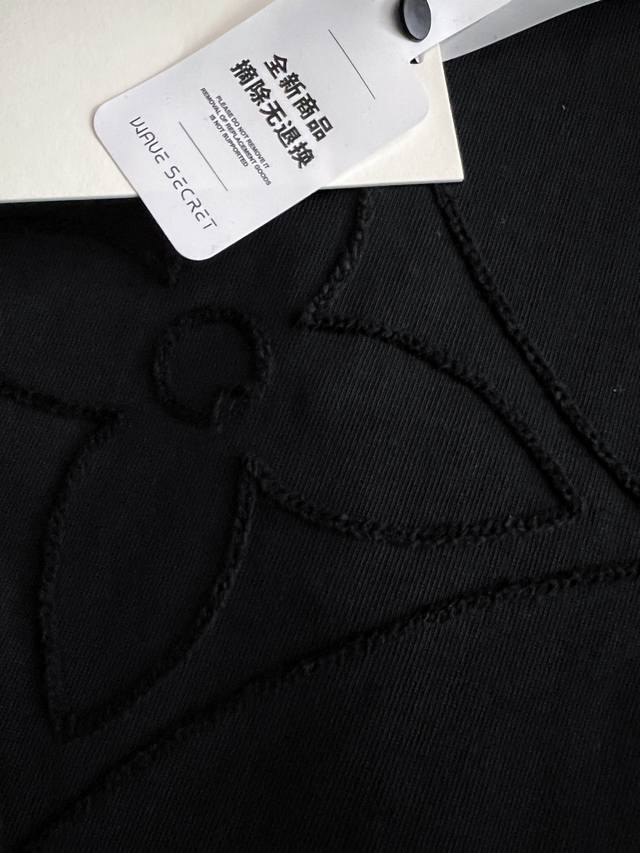 全新商品
摘除无退换
PLEASE DO NOT REMOVE IT
REMOVAL OF REPLACEMENT GOODS
IS NOT SUPPORTED
WAVE SECRET